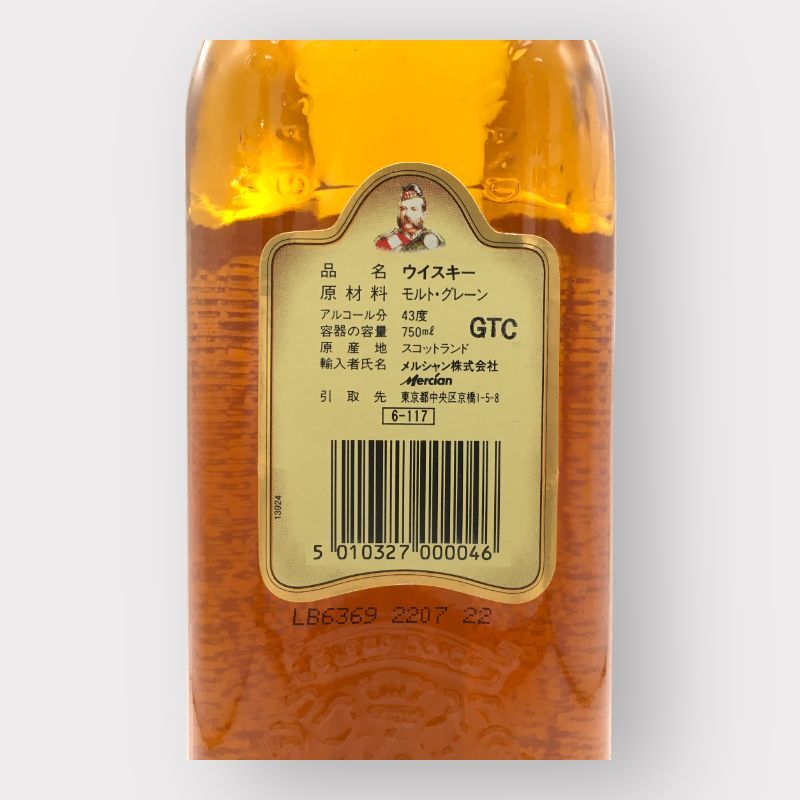 品名 ウイスキー
原材料 モルト・グレーン
アルコール分 43度
容器の容量 750ml
GTC
原産地 スコットランド
輸入者氏名 メルシャン株式会社
Mercian
引取先 東京都中央区京橋1-5-8
6-117
13924
5 010327 000046
LB6369 2207 22